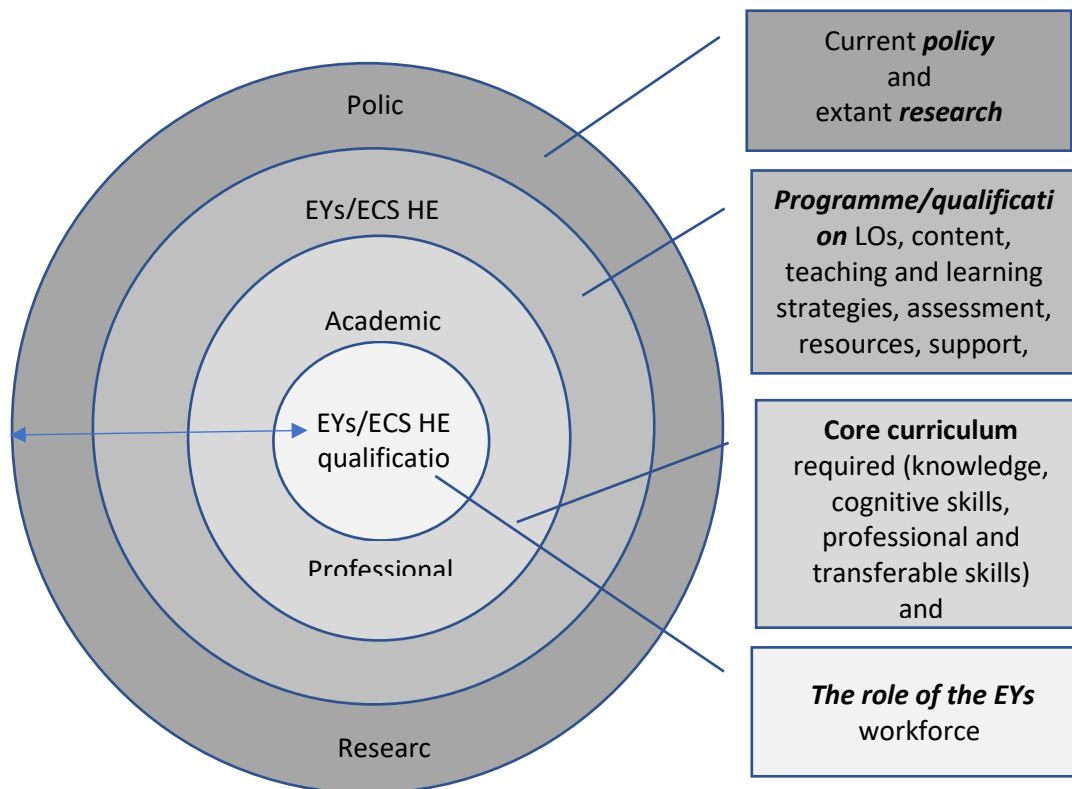 Polic
EYs/ECS HE
Academic
EYs/ECS HE
qualificatio
Professional
Researc
Current policy
and
extant research
Programme/qualificati
on LOs, content,
teaching and learning
strategies, assessment,
resources, support,
Core curriculum
required (knowledge,
cognitive skills,
professional and
transferable skills)
and
The role of the EYs
workforce